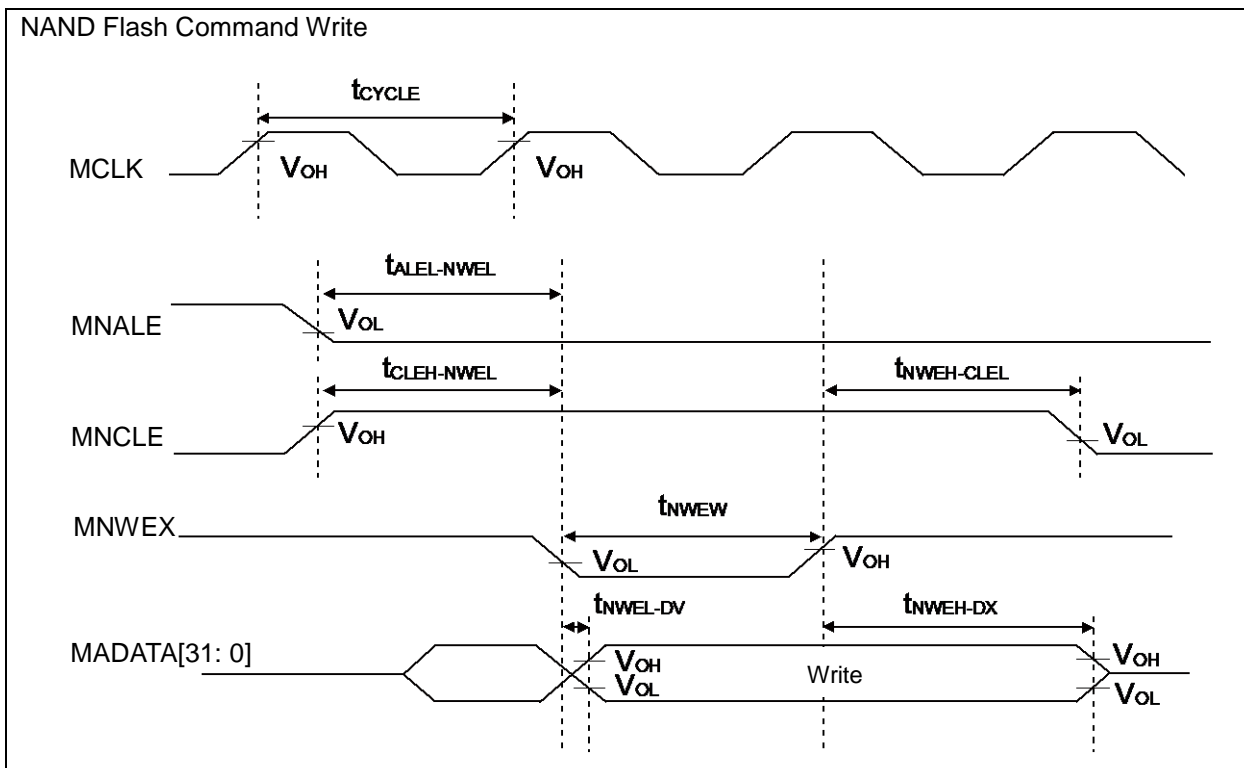 NAND Flash Command Write
tCYCLE
MCLK
VOH
VOH
tALEL-NWEL
MNALE
VOL
tCLEH-NWEL
tNWEH-CLEL
MNCLE
VOH
VOL
tNWEW
MNWEX
VOL
VOH
tNWEL-DV
tNWEH-DX
MADATA[31: 0]
VOH
Write
VOH
VOL
VOL